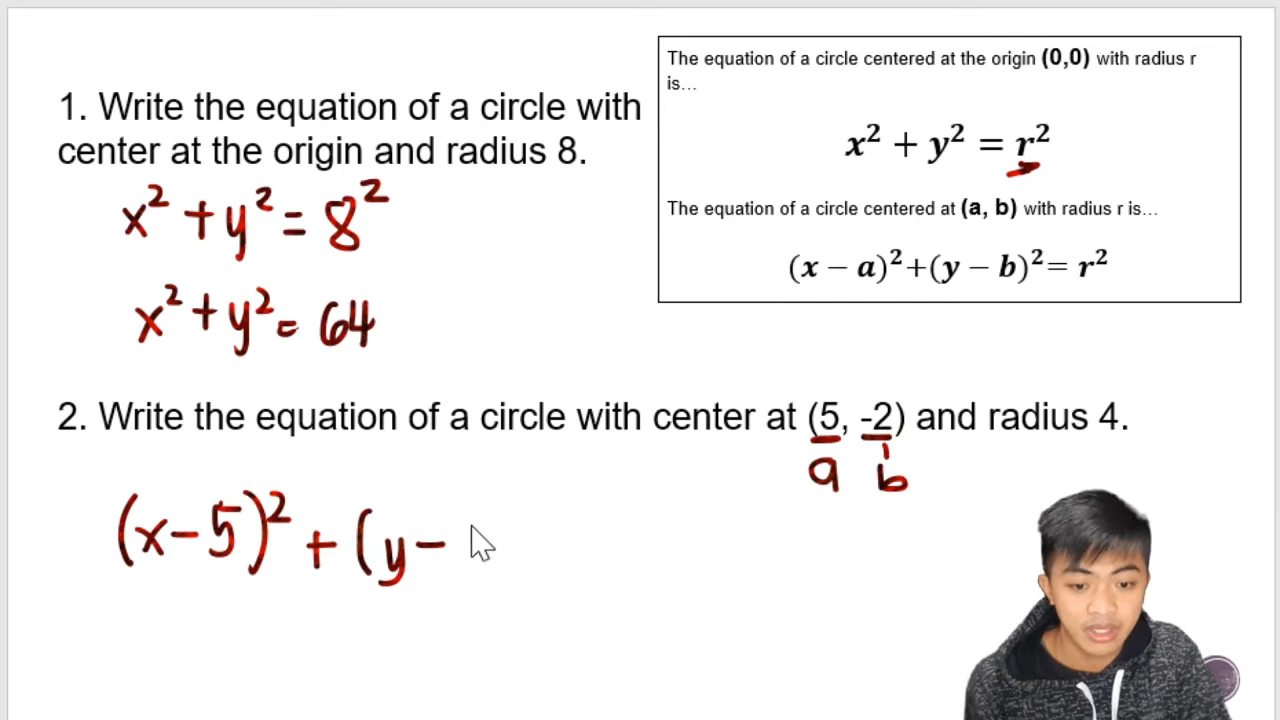 1. Write the equation of a circle with
center at the origin and radius 8.
x² + y² = 8²
x² + y² = 64
The equation of a circle centered at the origin (0,0) with radius r
is...
x² + y² = r²
The equation of a circle centered at (a, b) with radius r is...
(x − a)²+(y − b)²= r²
2. Write the equation of a circle with center at (5, -2) and radius 4.
a b
(x − 5)² + (y −